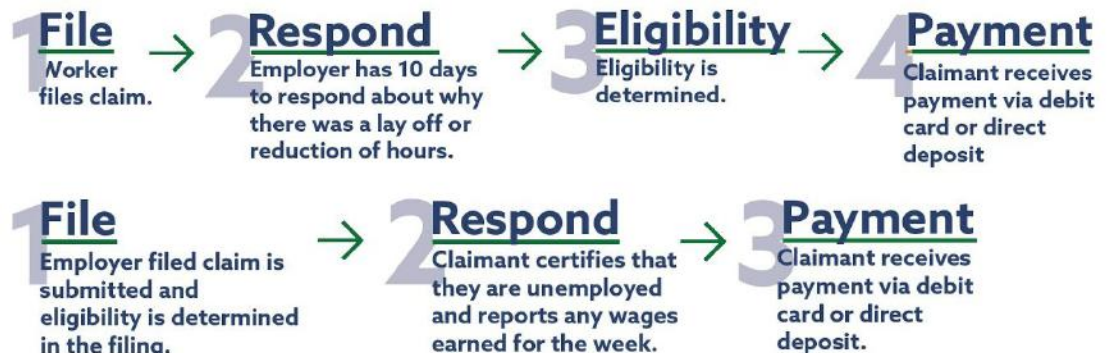 1 File
Worker
files claim.
2 Respond
Employer has 10 days
to respond about why
there was a lay off or
reduction of hours.
3 Eligibility
Eligibility is
determined.
4 Payment
Claimant receives
payment via debit
card or direct
deposit
1 File
Employer filed claim is
submitted and
eligibility is determined
in the filing.
2 Respond
Claimant certifies that
they are unemployed
and reports any wages
earned for the week.
3 Payment
Claimant receives
payment via debit
card or direct
deposit.